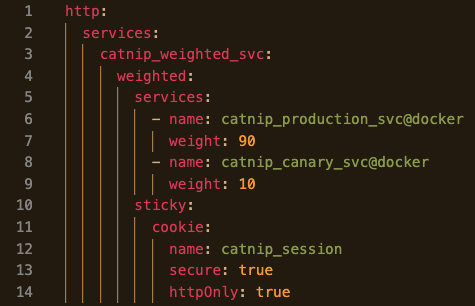 1 http:
2   services:
3     catnip_weighted_svc:
4       weighted:
5         services:
6           - name: catnip_production_svc@docker
7             weight: 90
8           - name: catnip_canary_svc@docker
9             weight: 10
10         sticky:
11           cookie:
12             name: catnip_session
13             secure: true
14             httpOnly: true